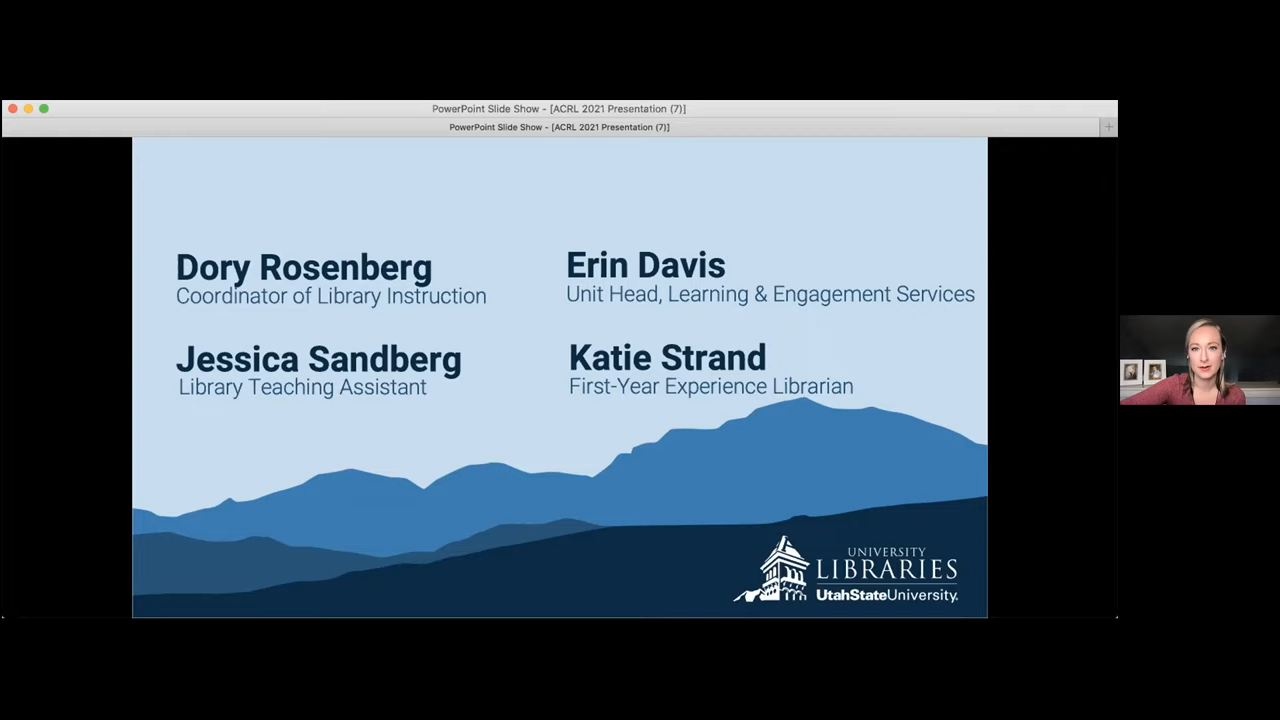 PowerPoint Slide Show - [ACRL 2021 Presentation (7)]
PowerPoint Slide Show - [ACRL 2021 Presentation (7)]
Dory Rosenberg
Coordinator of Library Instruction
Erin Davis
Unit Head, Learning & Engagement Services
Jessica Sandberg
Library Teaching Assistant
Katie Strand
First-Year Experience Librarian
UNIVERSITY
LIBRARIES
UtahStateUniversity.